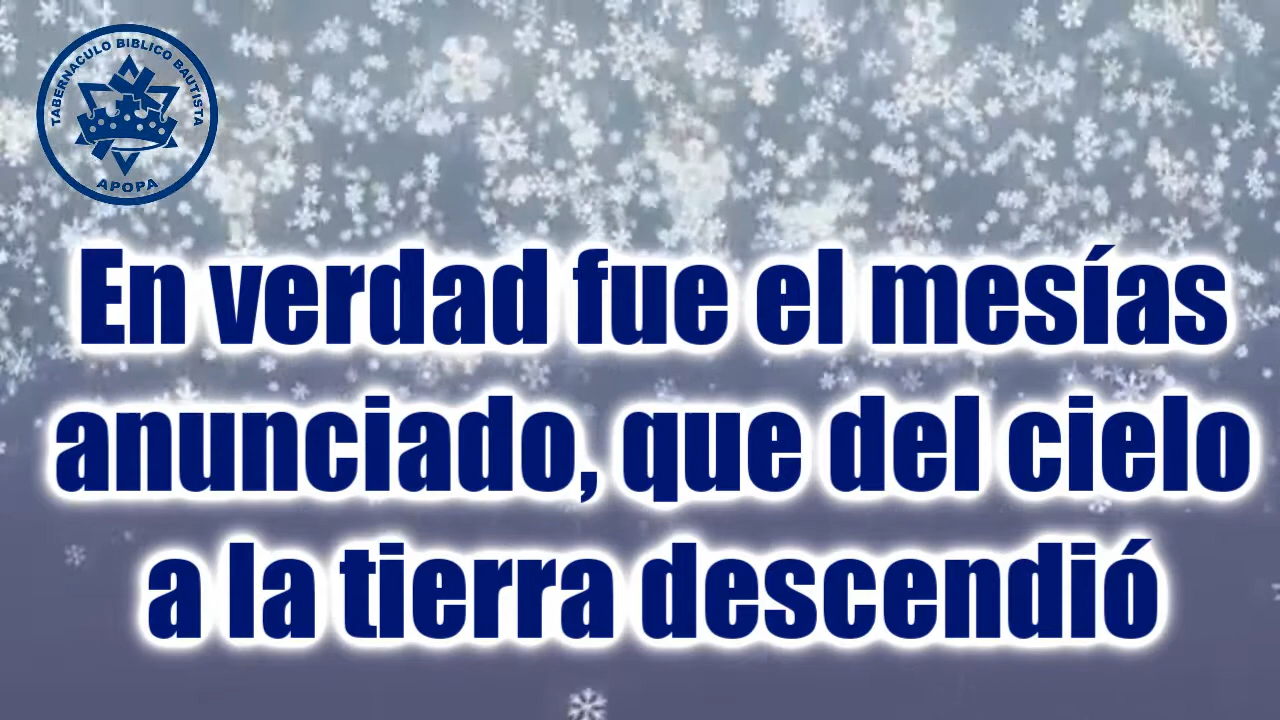 TABERNACULO BIBLICO BAUTISTA
APOPA
En verdad fue el mesías
anunciado, que del cielo
a la tierra descendió